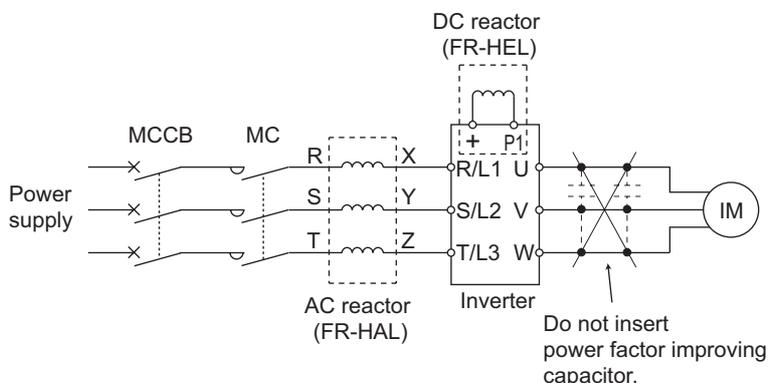 DC reactor
(FR-HEL)
MCCB
MC
R
X
+
P1
R/L1
U
Power
supply
S
Y
S/L2
V
IM
T
Z
T/L3
W
AC reactor
(FR-HAL)
Inverter
Do not insert
power factor improving
capacitor.